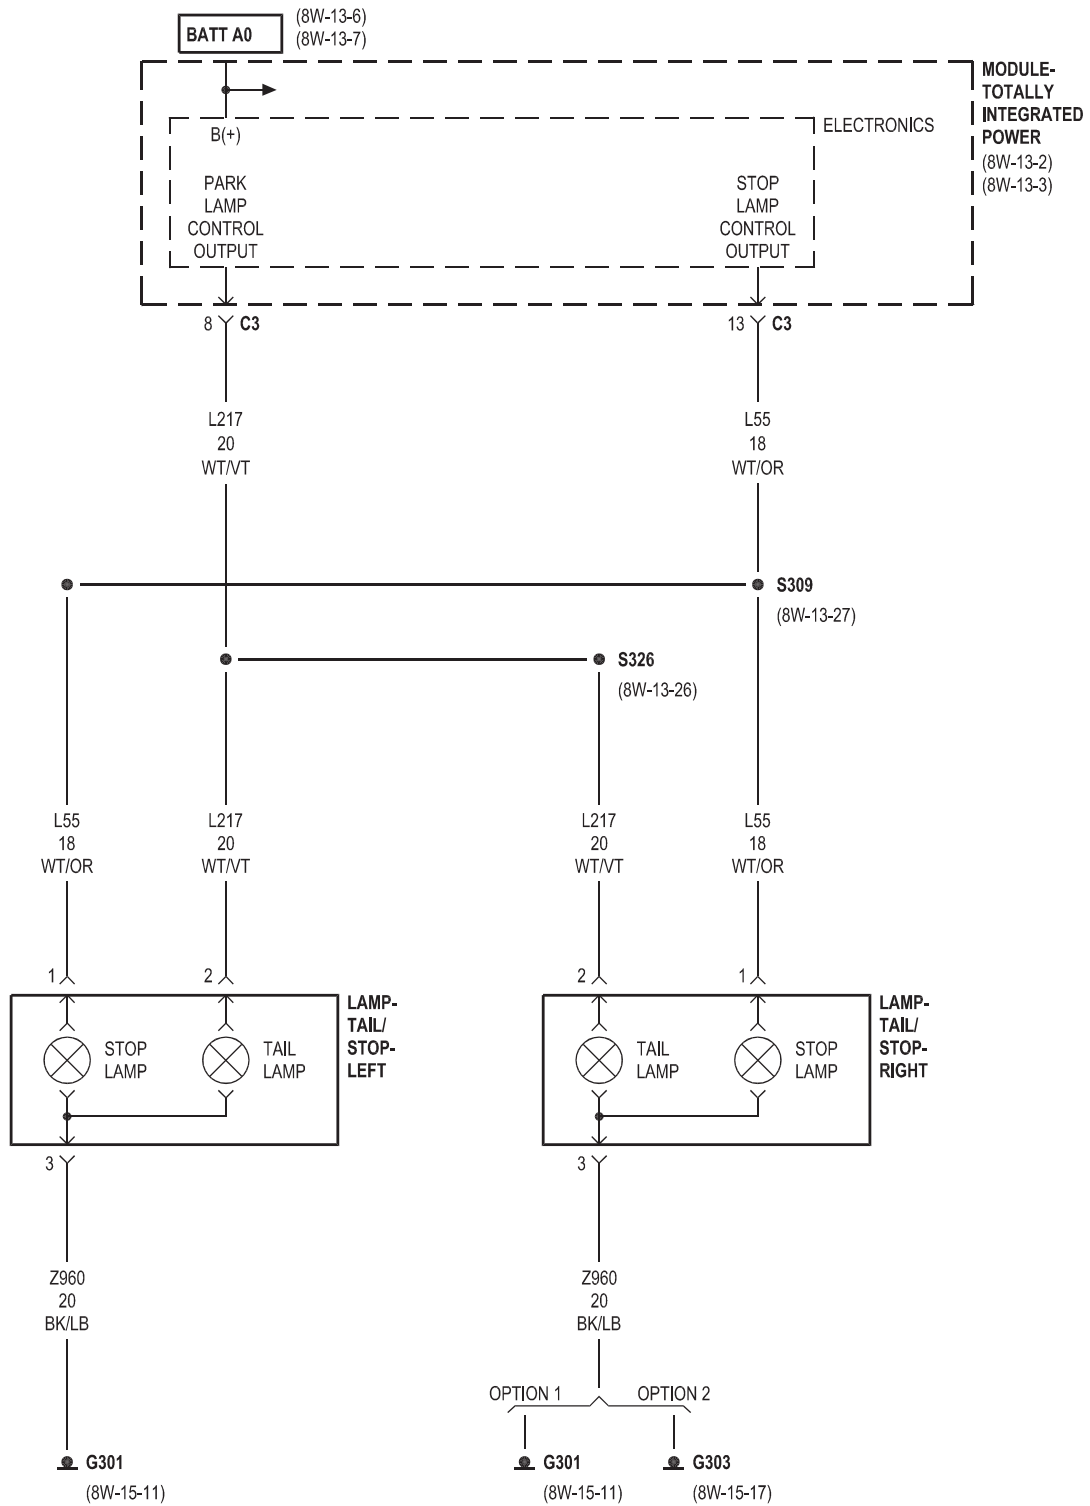 BATT A0
(8W-13-6)
(8W-13-7)
MODULE-
TOTALLY
INTEGRATED
POWER
(8W-13-2)
(8W-13-3)
B(+)
ELECTRONICS
PARK
LAMP
CONTROL
OUTPUT
STOP
LAMP
CONTROL
OUTPUT
8 C3
13 C3
L217
20
WT/VT
L55
18
WT/OR
S309
(8W-13-27)
S326
(8W-13-26)
L55
18
WT/OR
L217
20
WT/VT
L217
20
WT/VT
L55
18
WT/OR
1
2
2
1
STOP
LAMP
TAIL
LAMP
LAMP-
TAIL/
STOP-
LEFT
TAIL
LAMP
STOP
LAMP
LAMP-
TAIL/
STOP-
RIGHT
3
3
Z960
20
BK/LB
Z960
20
BK/LB
OPTION 1
OPTION 2
G301
(8W-15-11)
G301
(8W-15-11)
G303
(8W-15-17)